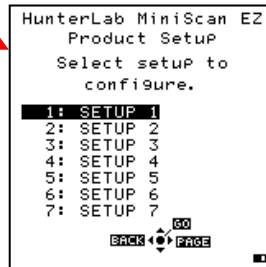 HunterLab MiniScan EZ
Product Setup
Select setup to
configure.
1: SETUP 1
2: SETUP 2
3: SETUP 3
4: SETUP 4
5: SETUP 5
6: SETUP 6
7: SETUP 7
GO
BACK PAGE